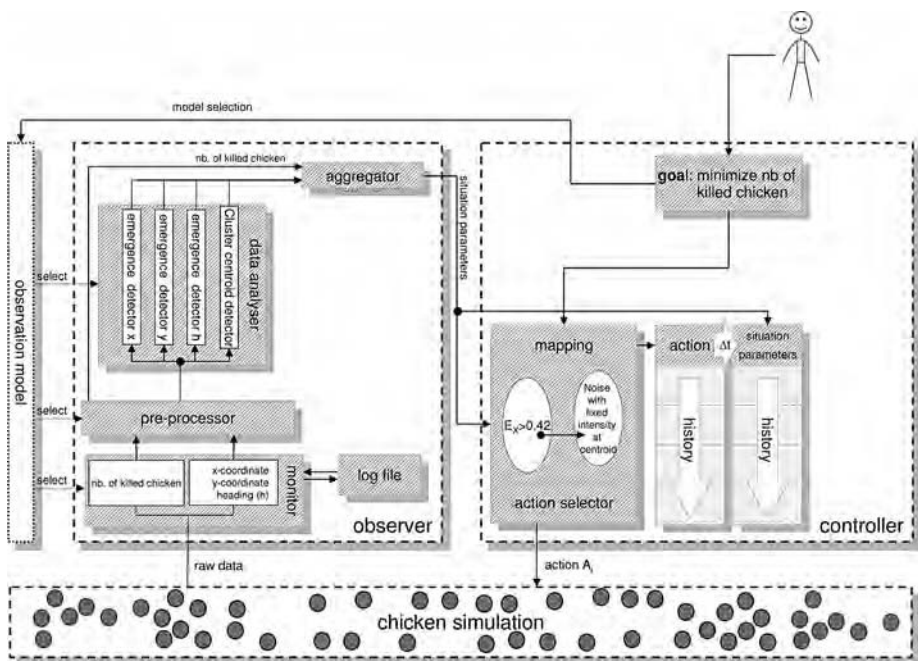 model selection
nb. of killed chicken
aggregator
goal: minimize nb of
killed chicken
situation parameters
observation model
select
emergence detector x
emergence detector y
emergence detector h
Cluster centroid detector
data analyser
select
pre-processor
select
nb. of killed chicken
x-coordinate
y-coordinate
heading (h)
monitor
log file
observer
mapping
Ex>0.42
Noise
with
fixed
intensity
at
centroid
action selector
action
Δt
situation
parameters
history
history
controller
raw data
action Ai
chicken simulation